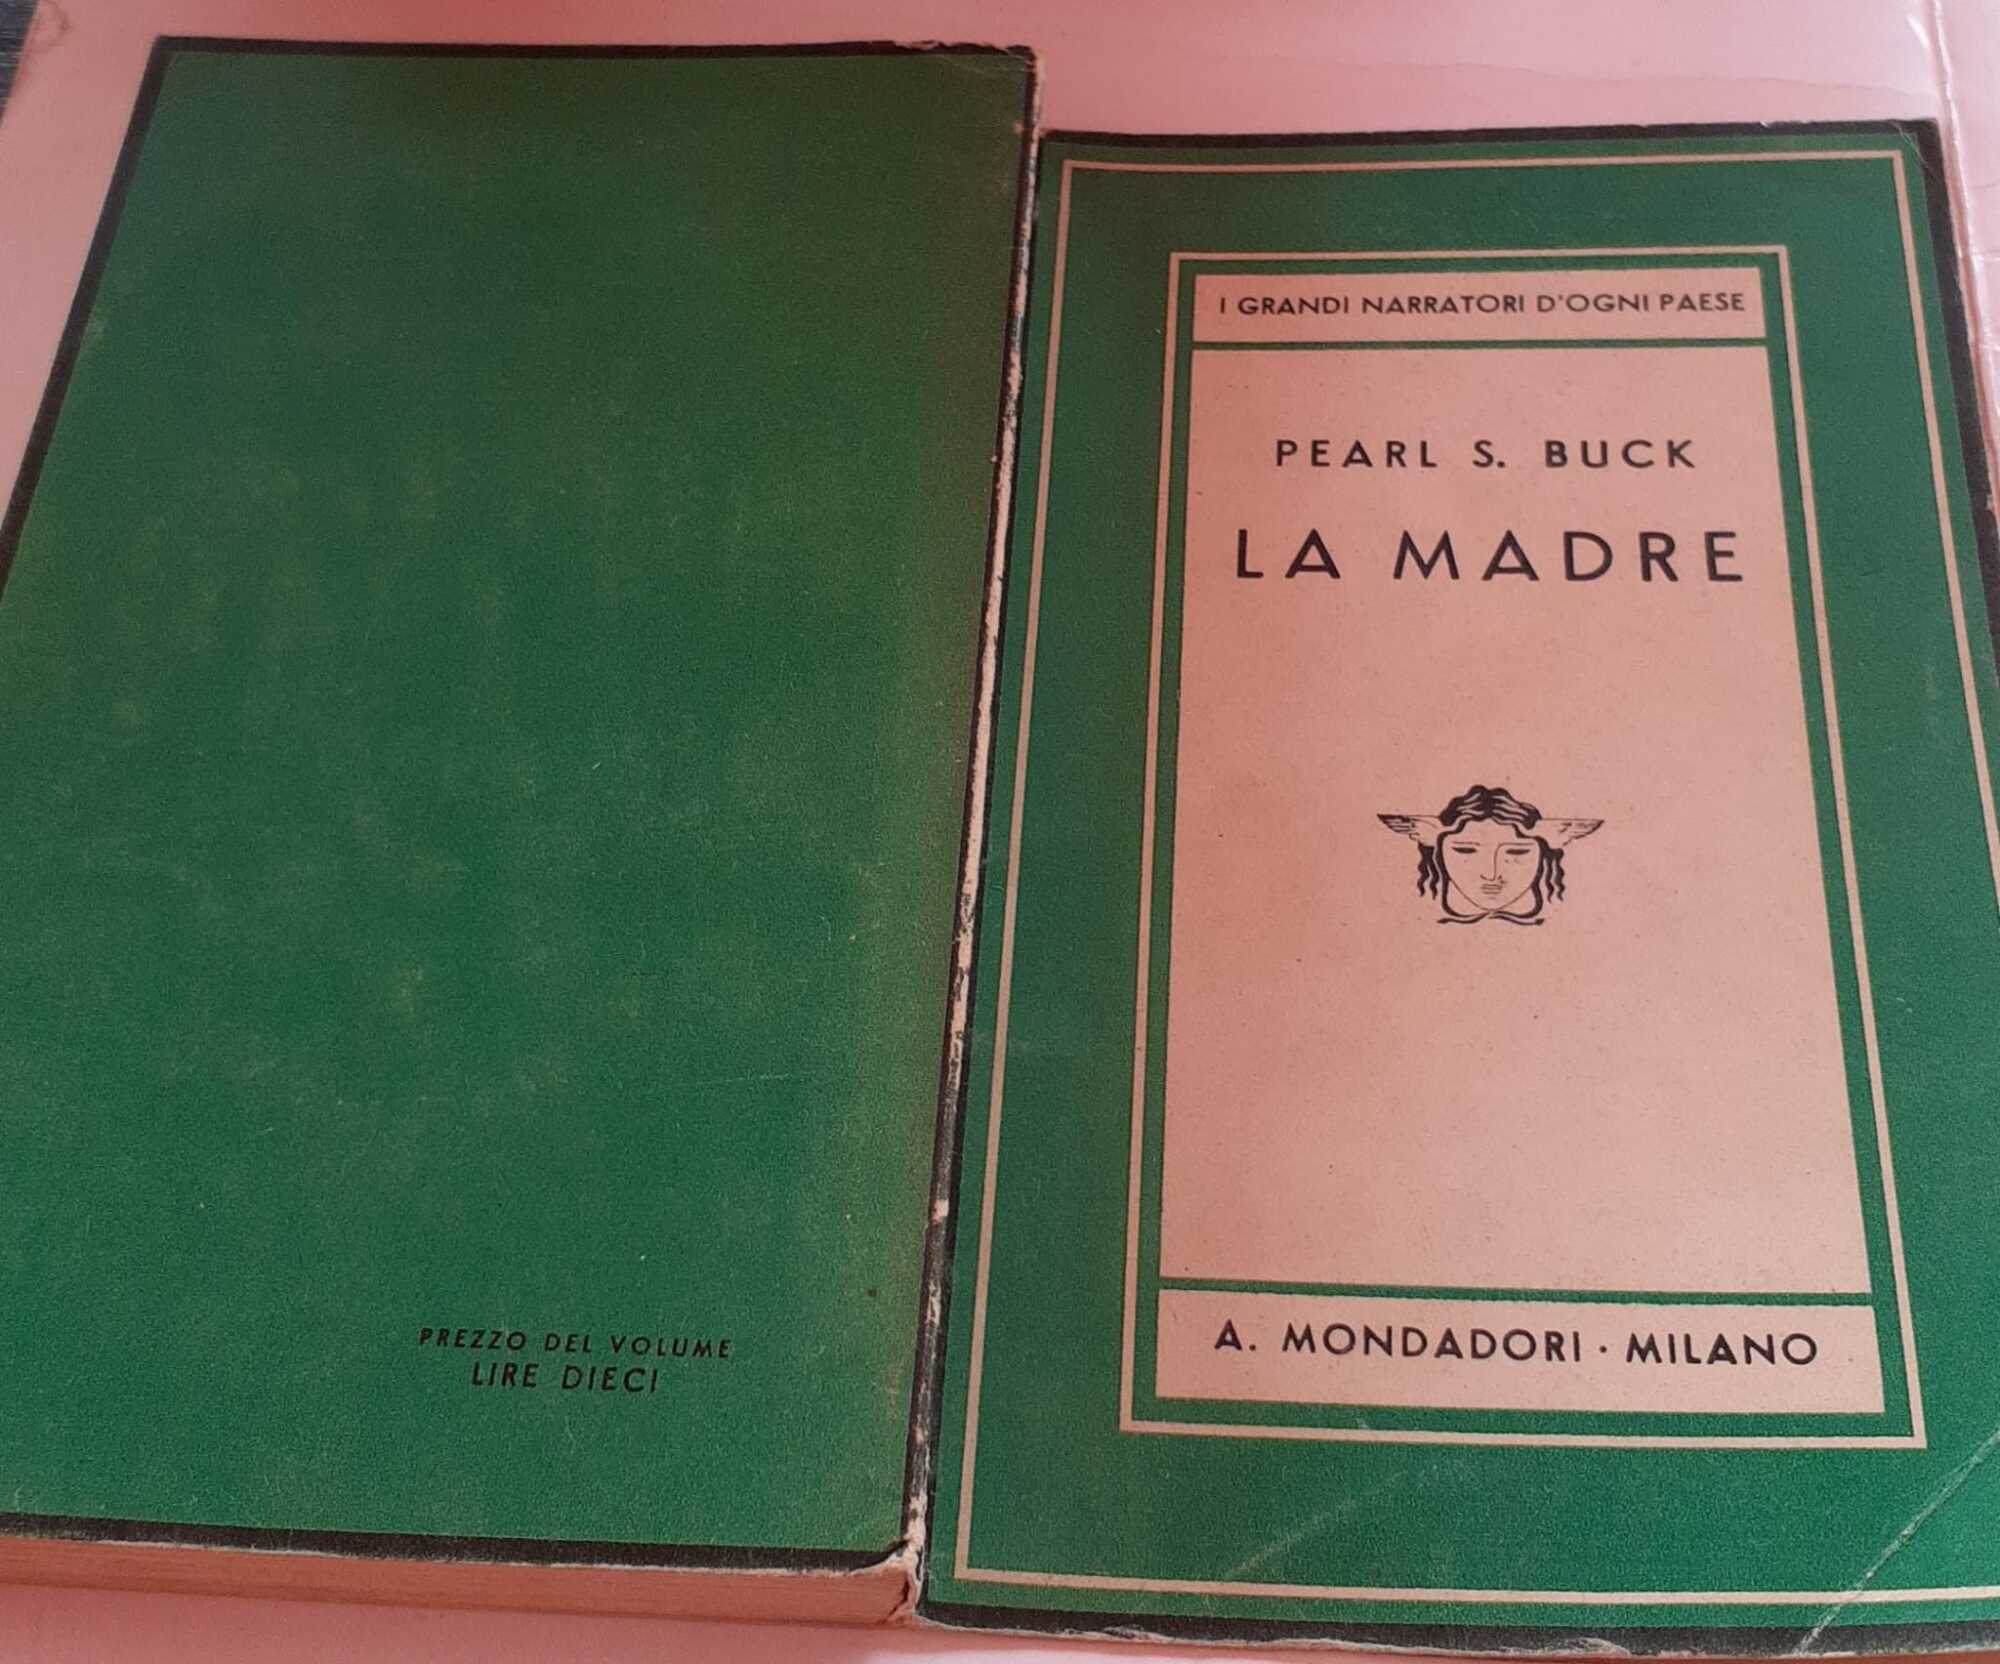 PREZZO DEL VOLUME
LIRE DIECI
I GRANDI NARRATORI D'OGNI PAESE
PEARL S. BUCK
LA MADRE
A. MONDADORI · MILANO